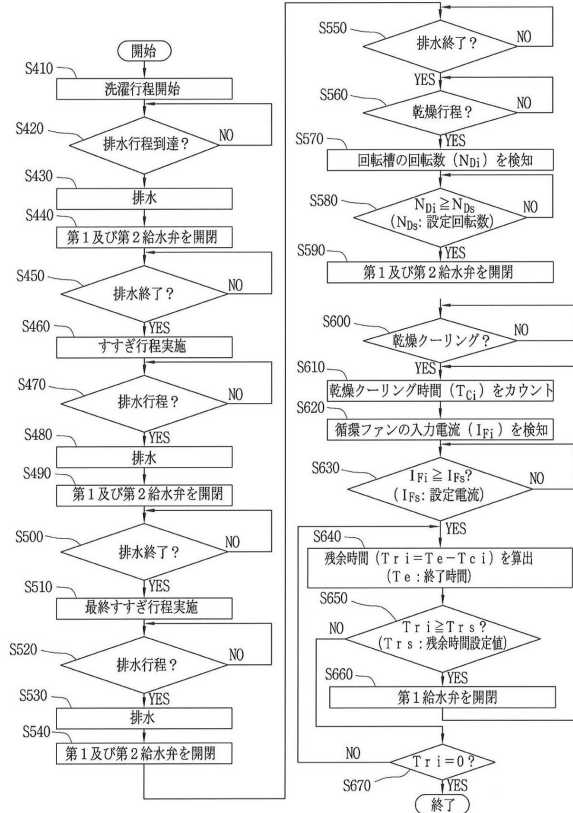 開始
S410
洗濯行程開始
S420
排水行程到達？
NO
S430
排水
S440
第１及び第２給水弁を開閉
S450
排水終了？
NO
YES
S460
すすぎ行程実施
S470
排水行程？
NO
YES
S480
排水
S490
第１及び第２給水弁を開閉
S500
排水終了？
NO
YES
S510
最終すすぎ行程実施
S520
排水行程？
NO
YES
S530
排水
S540
第１及び第２給水弁を開閉
S550
排水終了？
NO
YES
S560
乾燥行程？
NO
YES
S570
回転槽の回転数（NDi）を検知
S580
NDi≧NDs
(NDs：設定回転数)
NO
YES
S590
第１及び第２給水弁を開閉
S600
乾燥クーリング？
NO
YES
S610
乾燥クーリング時間（TCi）をカウント
S620
循環ファンの入力電流（IFi）を検知
S630
IFi≧IFs？
(IFs：設定電流)
NO
YES
S640
残余時間（Tri＝Te−Tci）を算出
（Te：終了時間）
S650
Tri≧Trs？
(Trs：残余時間設定値)
NO
YES
S660
第１給水弁を開閉
NO
Tri＝0？
S670
YES
終了